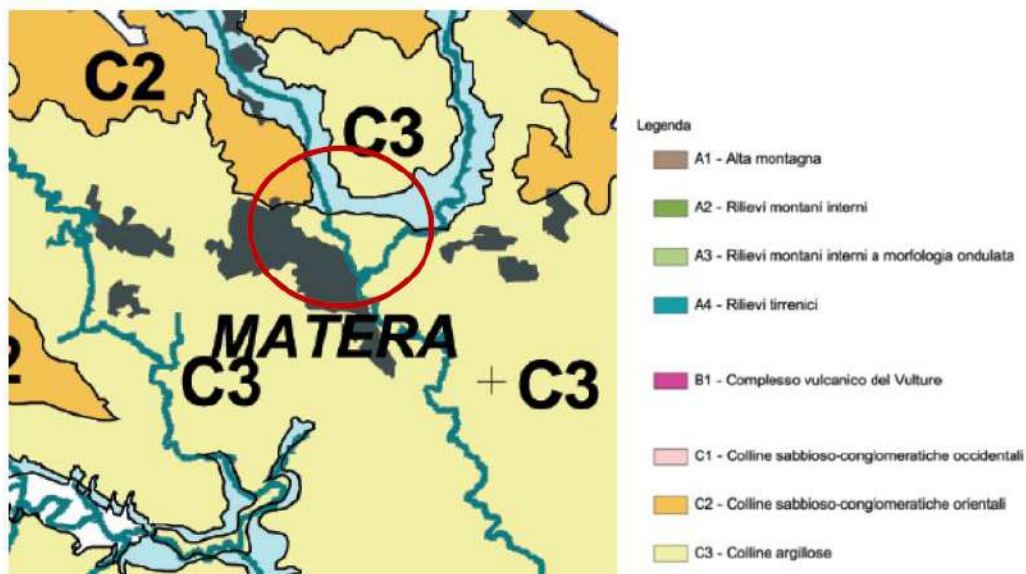 C2
C3
MATERA
2
C3
C3
Legenda
A1 - Alta montagna
A2 - Rilievi montani interni
A3 - Rilievi montani interni a morfologia ondulata
A4 - Rilievi tirrenici
B1 - Complesso vulcanico del Vulture
C1 - Colline sabbioso-conglomeratiche occidentali
C2 - Colline sabbioso-conglomeratiche orientali
C3 - Colline argillose